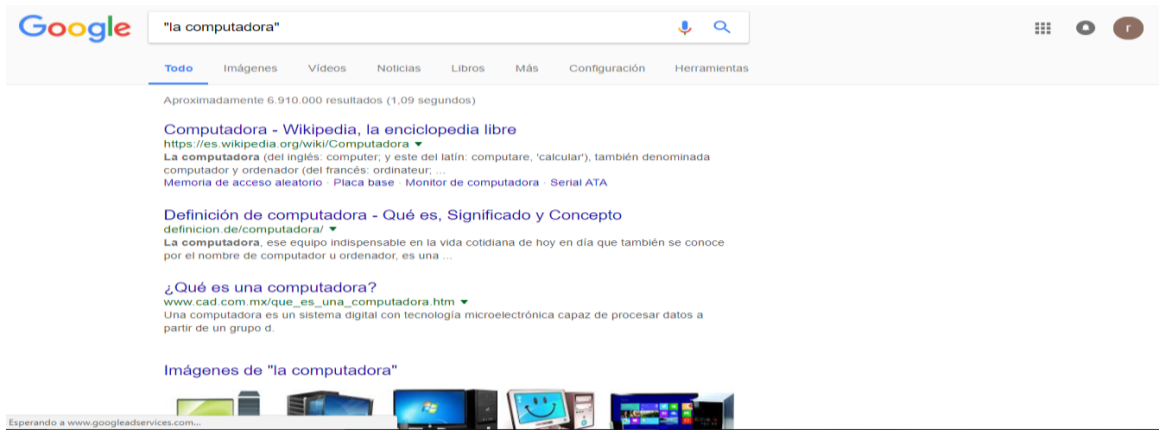 Google
"la computadora"
r
Todo Imágenes Vídeos Noticias Libros Más Configuración Herramientas
Aproximadamente 6.910.000 resultados (1,09 segundos)
Computadora - Wikipedia, la enciclopedia libre
https://es.wikipedia.org/wiki/Computadora
La computadora (del inglés: computer; y este del latín: computare, 'calcular'), también denominada
computador y ordenador (del francés: ordinateur; ...
Memoria de acceso aleatorio · Placa base · Monitor de computadora · Serial ATA
Definición de computadora - Qué es, Significado y Concepto
definicion.de/computadora/
La computadora, ese equipo indispensable en la vida cotidiana de hoy en día que también se conoce
por el nombre de computador u ordenador, es una ...
¿Qué es una computadora?
www.cad.com.mx/que_es_una_computadora.htm
Una computadora es un sistema digital con tecnología microelectrónica capaz de procesar datos a
partir de un grupo d.
Imágenes de "la computadora"
Esperando a www.googleadservices.com...